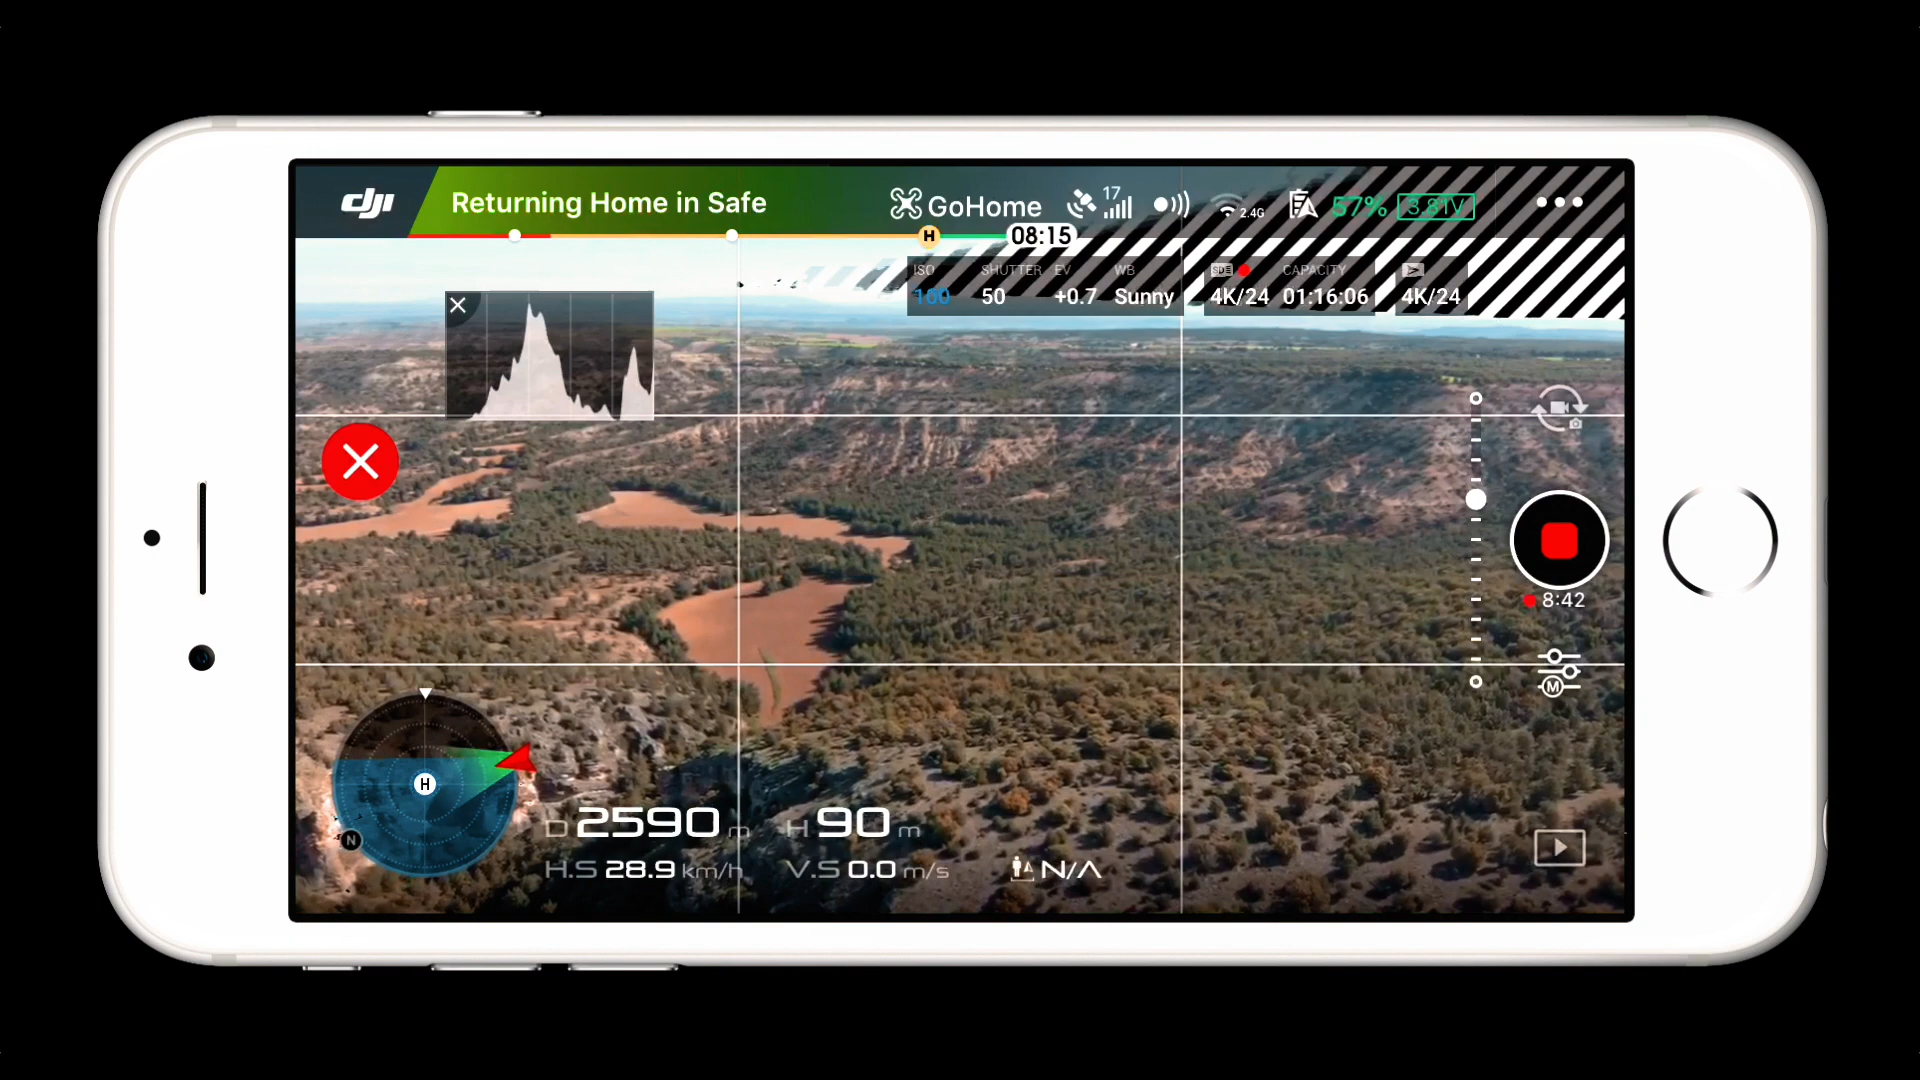 dji
Returning Home in Safe
GoHome
17
2.4G
57%
3.81V
H
08:15
ISO
100
SHUTTER
50
EV
+0.7
WB
Sunny
SD
4K/24
CAPACITY
01:16:06
4K/24
8:42
M
H
N
D 2590 m
H 90 m
H.S 28.9 km/h
V.S 0.0 m/s
N/A